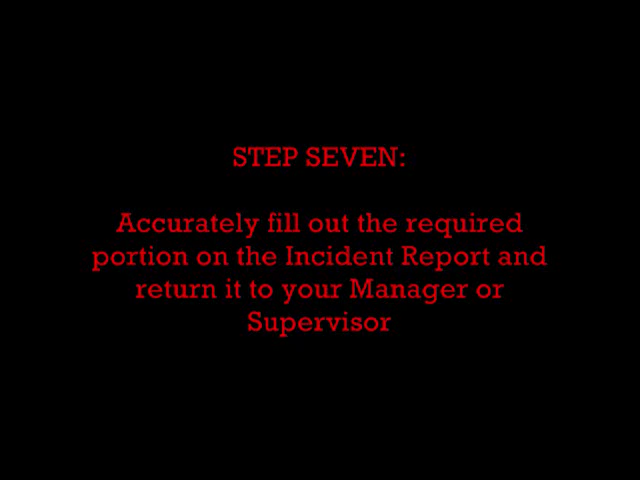 STEP SEVEN:
Accurately fill out the required
portion on the Incident Report and
return it to your Manager or
Supervisor